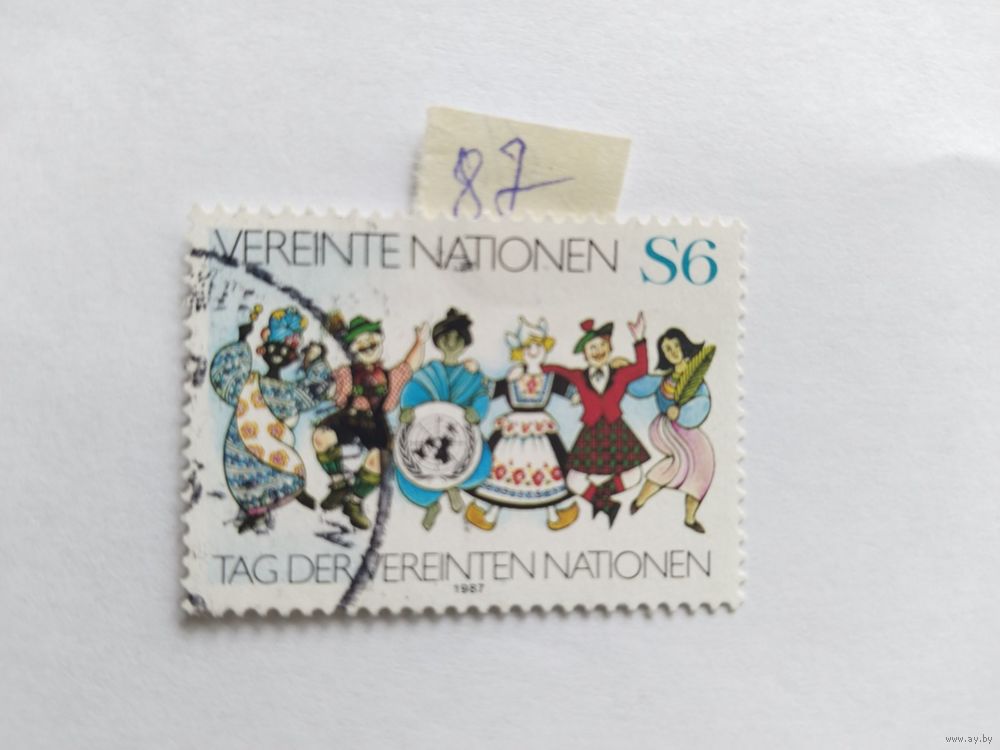 87
VEREINTE NATIONEN S6
TAG DER VEREINTEN NATIONEN
1987
www.ay.by